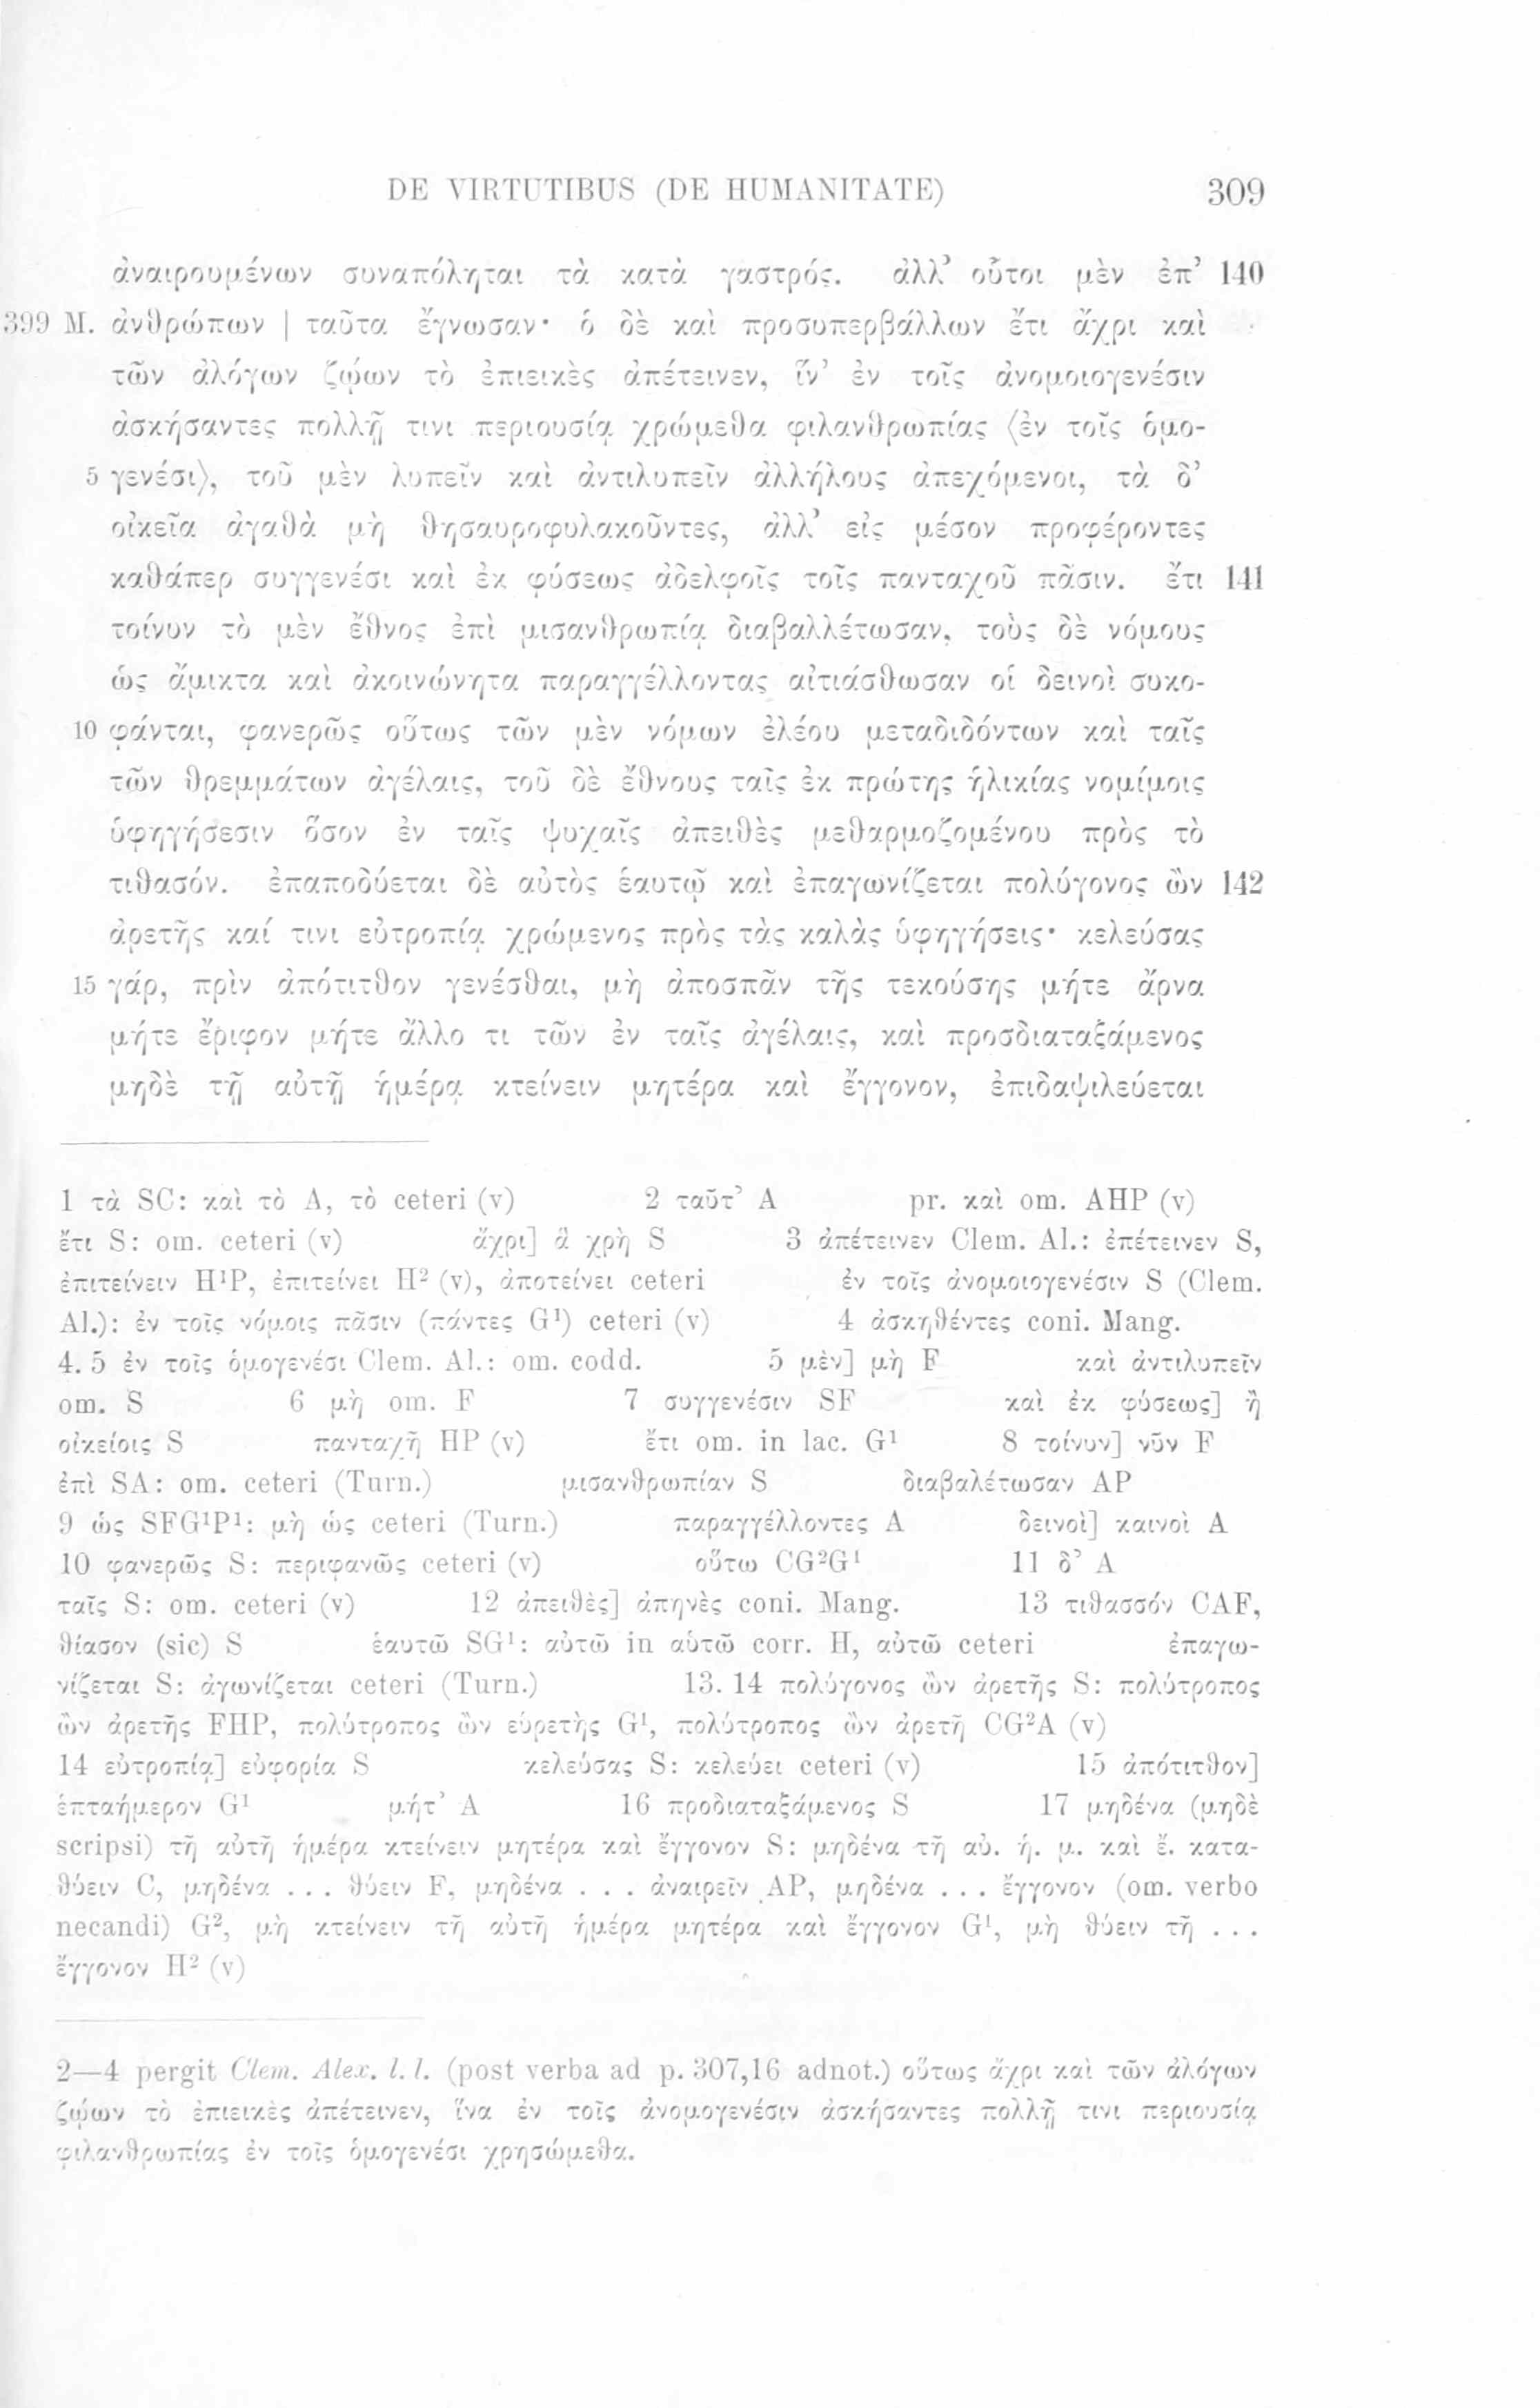 DE VIRTUTIBUS (DE HUMANITATE) 309
ἀναιρουμένων συναπόληται τὰ κατὰ γαστρός. ἀλλ’ οὗτοι μὲν ἐπ’ 140
399 M. ἀνθρώπων | ταῦτα ἔγνωσαν· ὁ δὲ καὶ προσυπερβάλλων ἔτι ἄχρι καὶ
τῶν ἀλόγων ζῴων τὸ ἐπιεικὲς ἀπέτεινεν, ἵν’ ἐν τοῖς ἀνομοιογενέσιν
ἀσκήσαντες πολλῇ τινι περιουσίᾳ χρώμεθα φιλανθρωπίας ⟨ἐν τοῖς ὁμο-
5 γενέσι⟩, τοῦ μὲν λυπεῖν καὶ ἀντιλυπεῖν ἀλλήλους ἀπεχόμενοι, τὰ δ’
οἰκεῖα ἀγαθὰ μὴ θησαυροφυλακοῦντες, ἀλλ’ εἰς μέσον προφέροντες
καθάπερ συγγενέσι καὶ ἐκ φύσεως ἀδελφοῖς τοῖς πανταχοῦ πᾶσιν. ἔτι 141
τοίνυν τὸ μὲν ἔθνος ἐπὶ μισανθρωπίᾳ διαβαλλέτωσαν, τοὺς δὲ νόμους
ὡς ἄμικτα καὶ ἀκοινώνητα παραγγέλλοντας αἰτιάσθωσαν οἱ δεινοὶ συκο-
10 φάνται, φανερῶς οὕτως τῶν μὲν νόμων ἐλέου μεταδιδόντων καὶ ταῖς
τῶν θρεμμάτων ἀγέλαις, τοῦ δὲ ἔθνους ταῖς ἐκ πρώτης ἡλικίας νομίμοις
ὑφηγήσεσιν ὅσον ἐν ταῖς ψυχαῖς ἀπειθὲς μεθαρμοζομένου πρὸς τὸ
τιθασόν. ἐπαποδύεται δὲ αὐτὸς ἑαυτῷ καὶ ἐπαγωνίζεται πολύγονος ὢν 142
ἀρετῆς καί τινι εὐτροπίᾳ χρώμενος πρὸς τὰς καλὰς ὑφηγήσεις· κελεύσας
15 γάρ, πρὶν ἀπότιτθον γενέσθαι, μὴ ἀποσπᾶν τῆς τεκούσης μήτε ἄρνα
μήτε ἔριφον μήτε ἄλλο τι τῶν ἐν ταῖς ἀγέλαις, καὶ προσδιαταξάμενος
μηδὲ τῇ αὐτῇ ἡμέρᾳ κτείνειν μητέρα καὶ ἔγγονον, ἐπιδαψιλεύεται
1 τὰ SC: καὶ τὸ A, τὸ ceteri (v) 2 ταῦτ’ A pr. καὶ om. AHP (v)
ἔτι S: om. ceteri (v) ἄχρι] ἃ χρὴ S 3 ἀπέτεινεν Clem. Al.: ἐπέτεινεν S,
ἐπιτείνειν H¹P, ἐπιτείνει H² (v), ἀποτείνει ceteri ἐν τοῖς ἀνομοιογενέσιν S (Clem.
Al.): ἐν τοῖς νόμοις πᾶσιν (πάντες G¹) ceteri (v) 4 ἀσκηθέντες coni. Mang.
4. 5 ἐν τοῖς ὁμογενέσι Clem. Al.: om. codd. 5 μὲν] μὴ F καὶ ἀντιλυπεῖν
om. S 6 μὴ om. F 7 συγγενέσιν SF καὶ ἐκ φύσεως] ἢ
οἰκείοις S πανταχῆ HP (v) ἔτι om. in lac. G¹ 8 τοίνυν] νῦν F
ἐπὶ SA: om. ceteri (Turn.) μισανθρωπίαν S διαβαλέτωσαν AP
9 ὡς SFG¹P¹: μὴ ὡς ceteri (Turn.) παραγγέλλοντες A δεινοὶ] καινοὶ A
10 φανερῶς S: περιφανῶς ceteri (v) οὕτω CG²G¹ 11 δ’ A
ταῖς S: om. ceteri (v) 12 ἀπειθὲς] ἀπηνὲς coni. Mang. 13 τιθασσόν CAF,
θίασον (sic) S ἑαυτῶ SG¹: αὐτῶ in αὑτῶ corr. H, αὐτῶ ceteri ἐπαγω-
νίζεται S: ἀγωνίζεται ceteri (Turn.) 13. 14 πολύγονος ὢν ἀρετῆς S: πολύτροπος
ὢν ἀρετῆς FHP, πολύτροπος ὢν εὑρετὴς G¹, πολύτροπος ὢν ἀρετῇ CG²A (v)
14 εὐτροπίᾳ] εὐφορία S κελεύσας S: κελεύει ceteri (v) 15 ἀπότιτθον]
ἑπταήμερον G¹ μήτ’ A 16 προδιαταξάμενος S 17 μηδένα (μηδὲ
scripsi) τῆ αὐτῆ ἡμέρα κτείνειν μητέρα καὶ ἔγγονον S: μηδένα τῆ αὐ. ἡ. μ. καὶ ἔ. κατα-
θύειν C, μηδένα . . . θύειν F, μηδένα . . . ἀναιρεῖν AP, μηδένα . . . ἔγγονον (om. verbo
necandi) G², μὴ κτείνειν τῆ αὐτῆ ἡμέρα μητέρα καὶ ἔγγονον G¹, μὴ θύειν τῆ . . .
ἔγγονον H² (v)
2—4 pergit Clem. Alex. l. l. (post verba ad p. 307,16 adnot.) οὕτως ἄχρι καὶ τῶν ἀλόγων
ζῴων τὸ ἐπιεικὲς ἀπέτεινεν, ἵνα ἐν τοῖς ἀνομογενέσιν ἀσκήσαντες πολλῇ τινι περιουσίᾳ
φιλανθρωπίας ἐν τοῖς ὁμογενέσι χρησώμεθα.